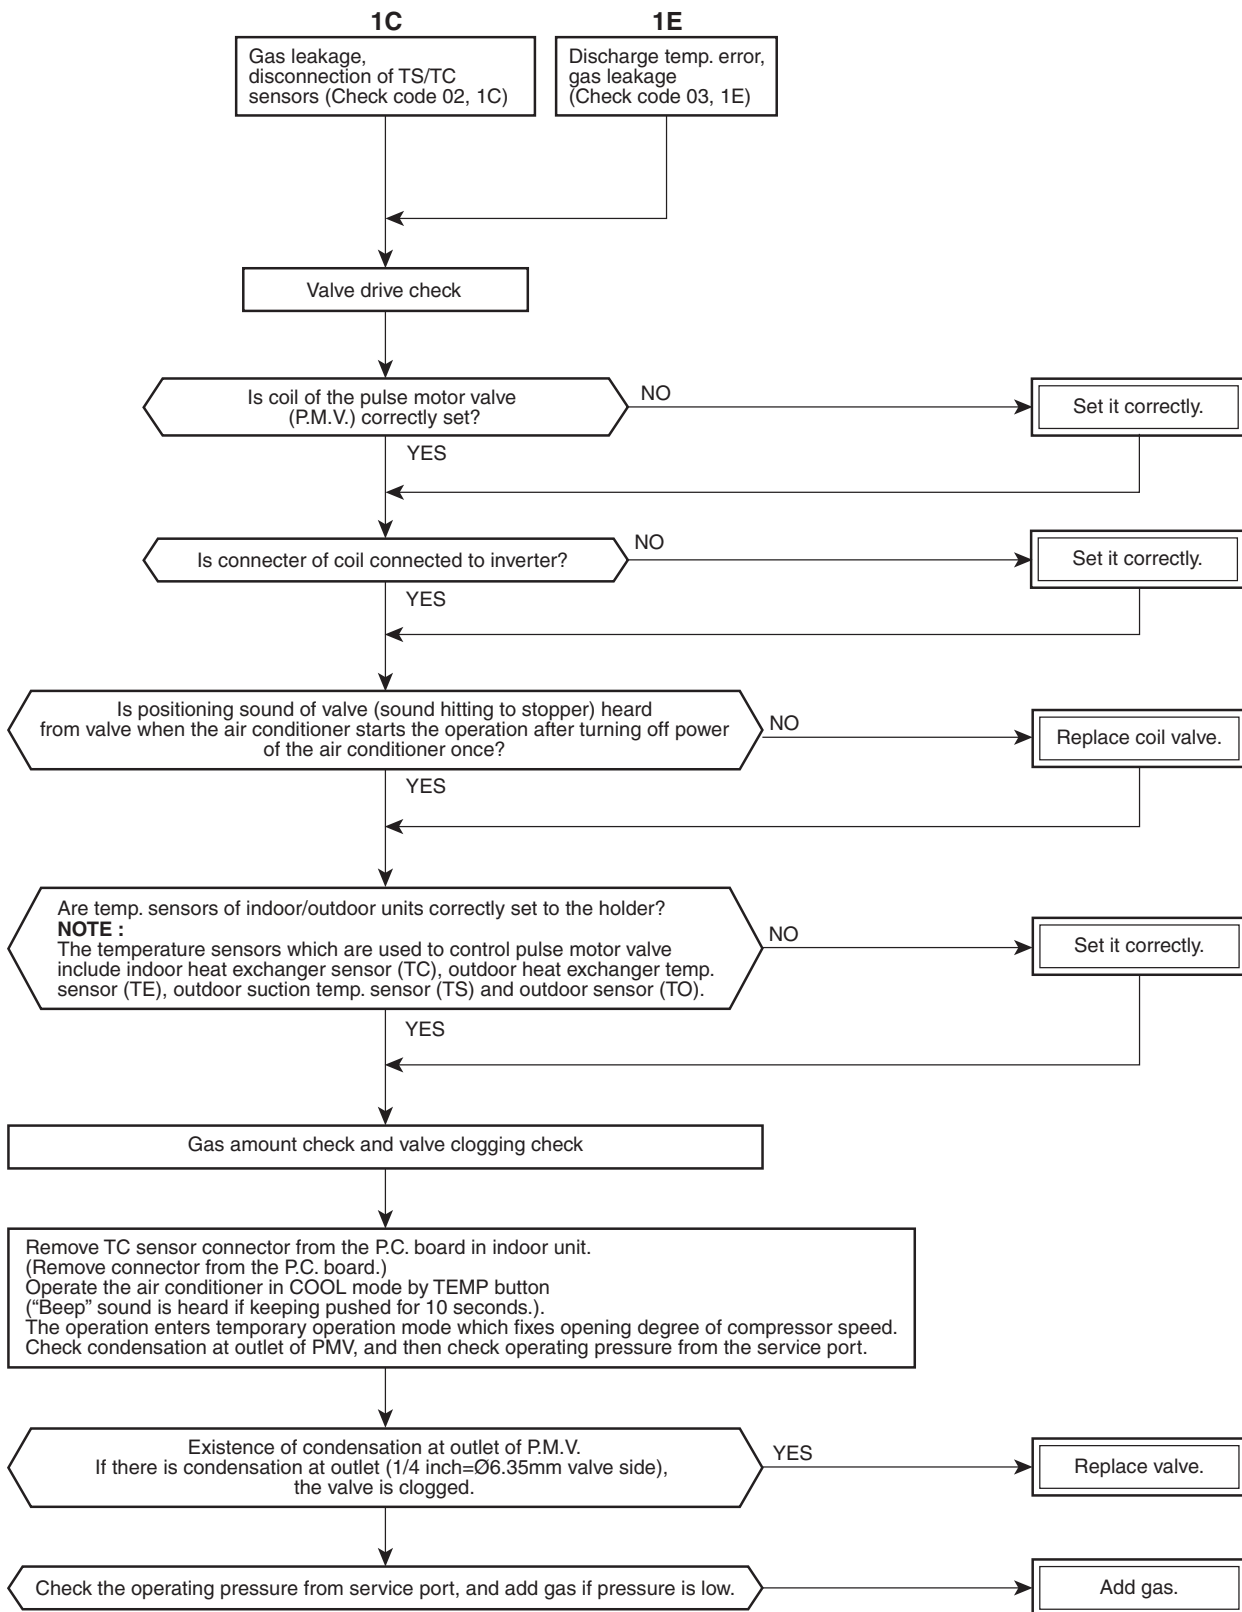 1C
Gas leakage,
disconnection of TS/TC
sensors (Check code 02, 1C)
1E
Discharge temp. error,
gas leakage
(Check code 03, 1E)
Valve drive check
Is coil of the pulse motor valve
(P.M.V.) correctly set?
NO
Set it correctly.
YES
Is connecter of coil connected to inverter?
NO
Set it correctly.
YES
Is positioning sound of valve (sound hitting to stopper) heard
from valve when the air conditioner starts the operation after turning off power
of the air conditioner once?
NO
Replace coil valve.
YES
Are temp. sensors of indoor/outdoor units correctly set to the holder?
NOTE :
The temperature sensors which are used to control pulse motor valve
include indoor heat exchanger sensor (TC), outdoor heat exchanger temp.
sensor (TE), outdoor suction temp. sensor (TS) and outdoor sensor (TO).
NO
Set it correctly.
YES
Gas amount check and valve clogging check
Remove TC sensor connector from the P.C. board in indoor unit.
(Remove connector from the P.C. board.)
Operate the air conditioner in COOL mode by TEMP button
(“Beep” sound is heard if keeping pushed for 10 seconds.).
The operation enters temporary operation mode which fixes opening degree of compressor speed.
Check condensation at outlet of PMV, and then check operating pressure from the service port.
Existence of condensation at outlet of P.M.V.
If there is condensation at outlet (1/4 inch=Ø6.35mm valve side),
the valve is clogged.
YES
Replace valve.
Check the operating pressure from service port, and add gas if pressure is low.
Add gas.